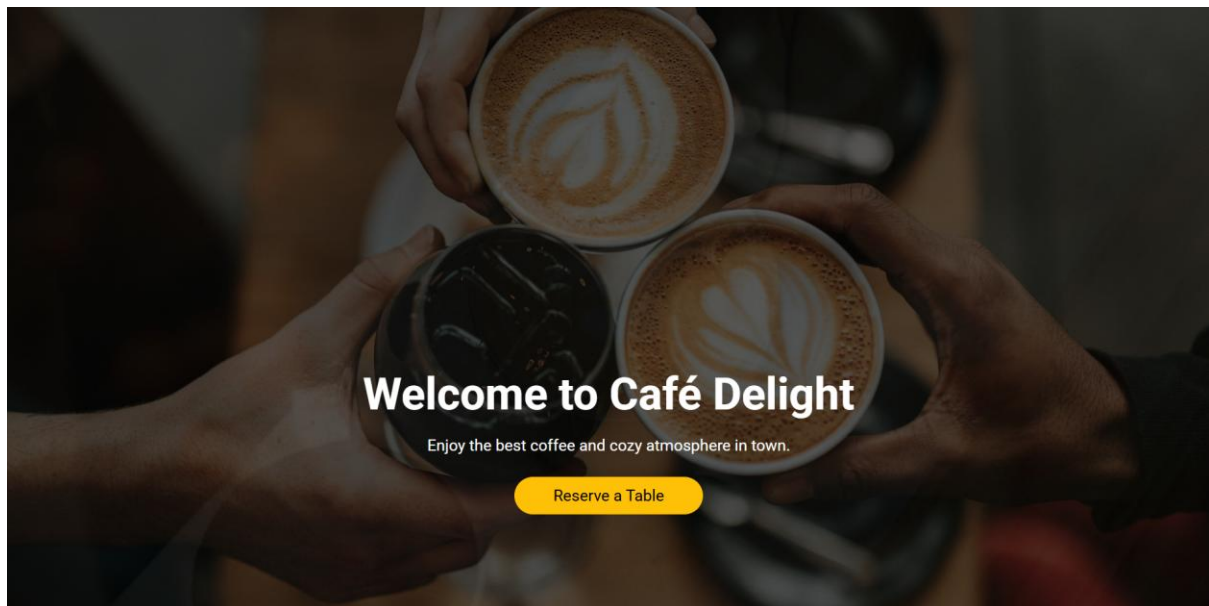 Welcome to Café Delight
Enjoy the best coffee and cozy atmosphere in town.
Reserve a Table